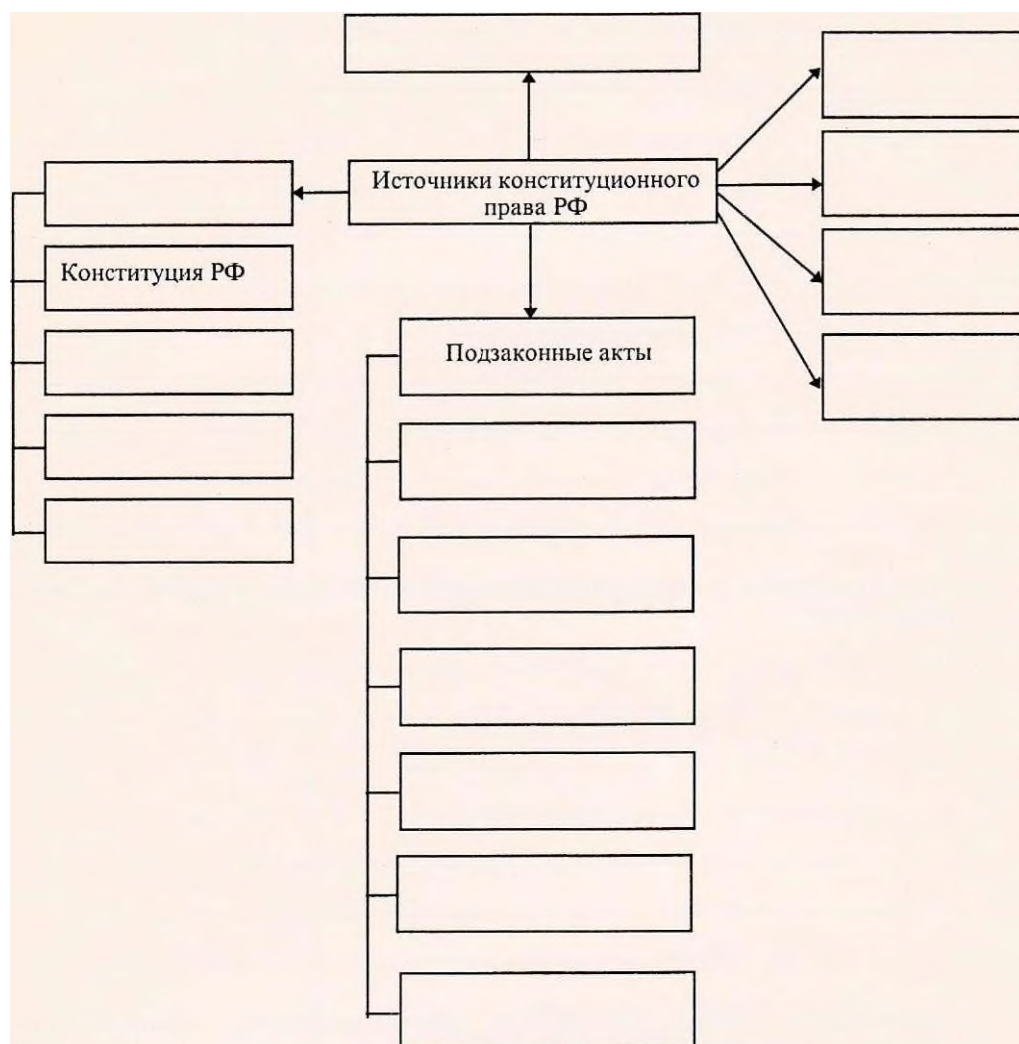 Источники конституционного
права РФ
Конституция РФ
Подзаконные акты